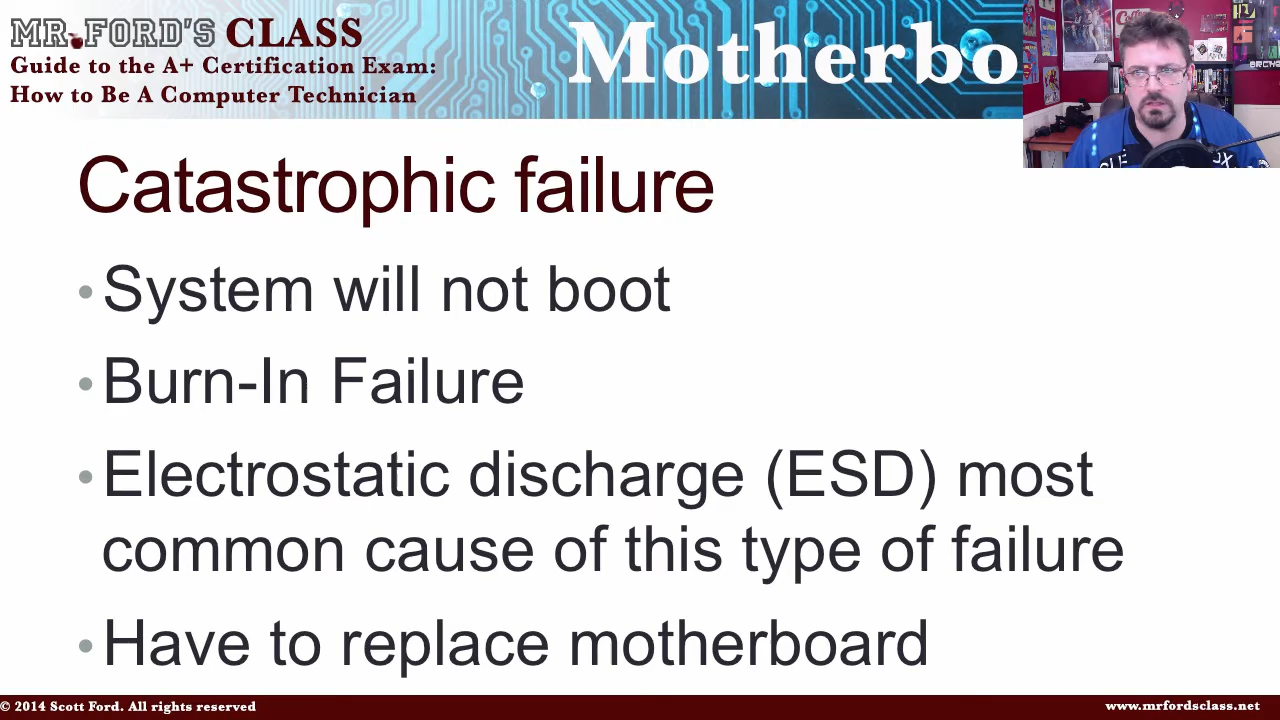 MR. FORD'S CLASS
Guide to the A+ Certification Exam:
How to Be A Computer Technician
Motherbo
Catastrophic failure
• System will not boot
• Burn-In Failure
• Electrostatic discharge (ESD) most
common cause of this type of failure
• Have to replace motherboard
© 2014 Scott Ford. All rights reserved
www.mrfordsclass.net